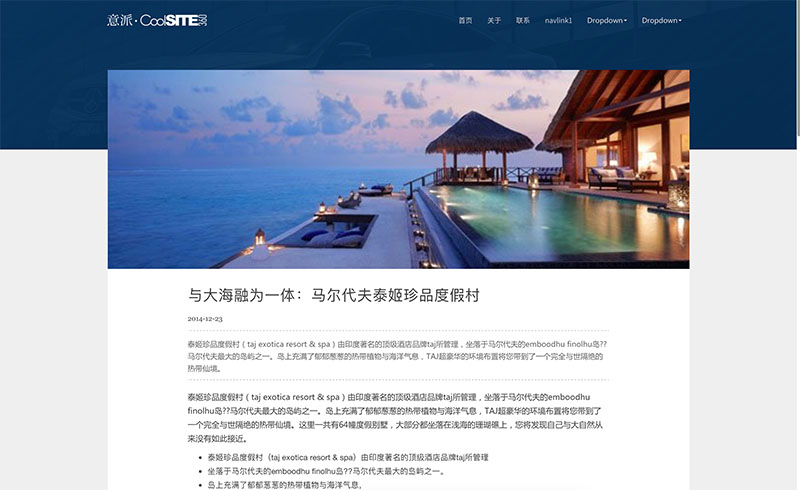 意派·CoolSITE360
首页 关于 联系 navlink1 Dropdown Dropdown
与大海融为一体：马尔代夫泰姬珍品度假村
2014-12-23
泰姬珍品度假村（taj exotica resort & spa）由印度著名的顶级酒店品牌taj所管理，坐落于马尔代夫的emboodhu finolhu岛??
马尔代夫最大的岛屿之一。岛上充满了郁郁葱葱的热带植物与海洋气息，TAJ超豪华的环境布置将您带到了一个完全与世隔绝的
热带仙境。
泰姬珍品度假村（taj exotica resort & spa）由印度著名的顶级酒店品牌taj所管理，坐落于马尔代夫的emboodhu
finolhu岛??马尔代夫最大的岛屿之一。岛上充满了郁郁葱葱的热带植物与海洋气息，TAJ超豪华的环境布置将您带到了
一个完全与世隔绝的热带仙境。这里一共有64幢度假别墅，大部分都坐落在浅海的珊瑚礁上，您将发现自己与大自然从
来没有如此接近。
• 泰姬珍品度假村（taj exotica resort & spa）由印度著名的顶级酒店品牌taj所管理
• 坐落于马尔代夫的emboodhu finolhu岛??马尔代夫最大的岛屿之一。
• 岛上充满了郁郁葱葱的热带植物与海洋气息，